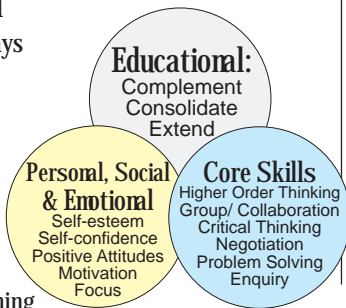 Educational:
Complement
Consolidate
Extend
Personal, Social
& Emotional
Self-esteem
Self-confidence
Positive Attitudes
Motivation
Focus
Core Skills
Higher Order Thinking
Group/ Collaboration
Critical Thinking
Negotiation
Problem Solving
Enquiry